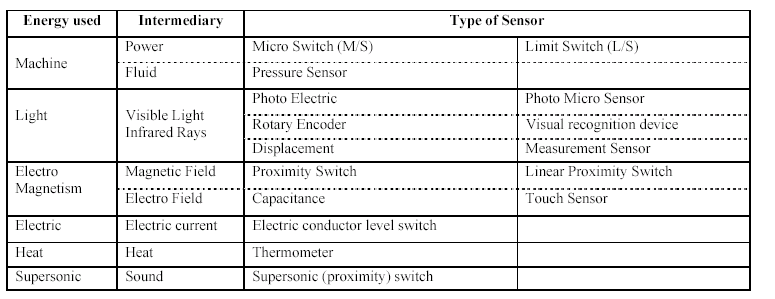 Energy used Intermediary Type of Sensor
Machine Power Micro Switch (M/S) Limit Switch (L/S)
Fluid Pressure Sensor
Light Visible Light Infrared Rays Photo Electric Photo Micro Sensor
Rotary Encoder Visual recognition device
Displacement Measurement Sensor
Electro Magnetism Magnetic Field Proximity Switch Linear Proximity Switch
Electro Field Capacitance Touch Sensor
Electric Electric current Electric conductor level switch
Heat Heat Thermometer
Supersonic Sound Supersonic (proximity) switch